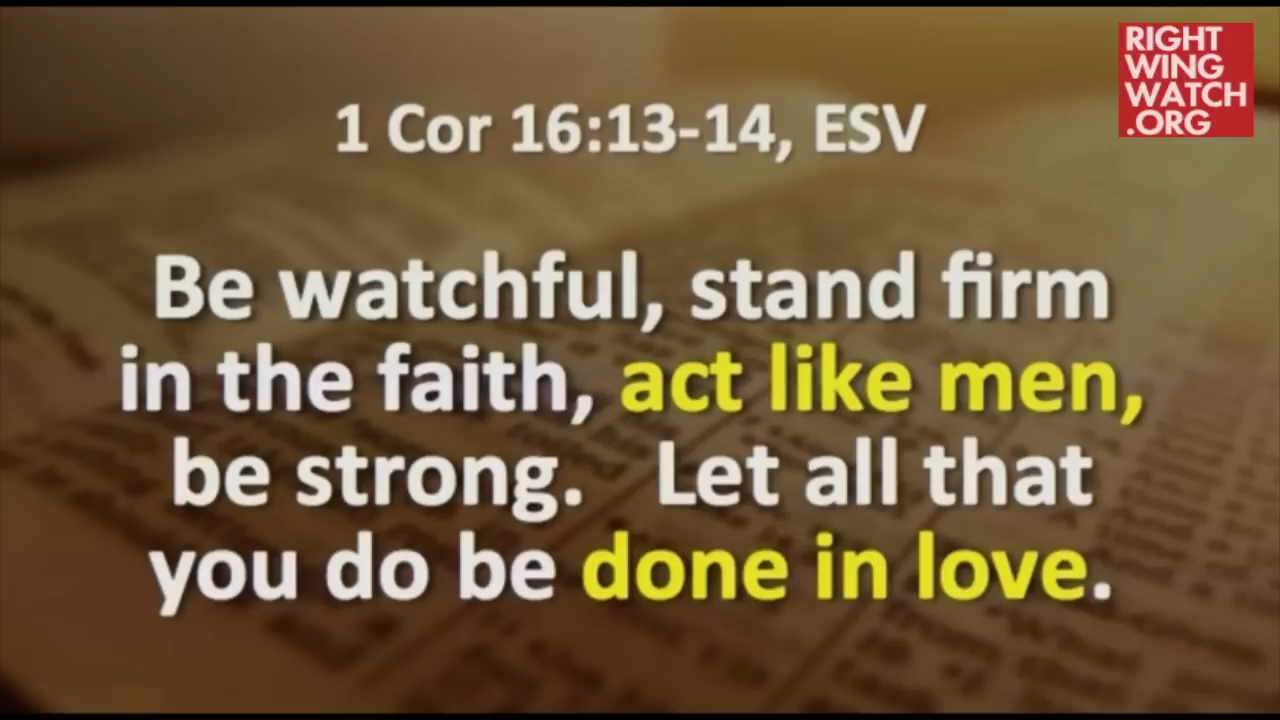 RIGHT
WING
WATCH
.ORG
1 Cor 16:13-14, ESV
Be watchful, stand firm
in the faith, act like men,
be strong. Let all that
you do be done in love.